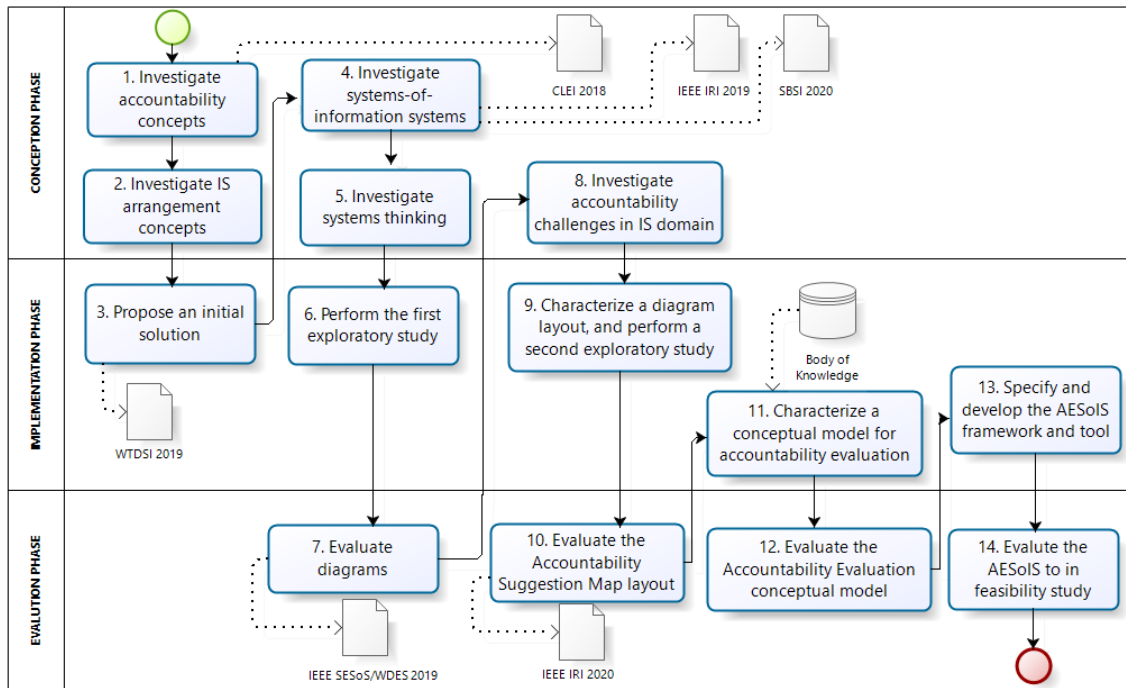 CONCEPTION PHASE
1. Investigate
accountability
concepts
4. Investigate
systems-of-
information systems
CLEI 2018
IEEE IRI 2019
SBSI 2020
2. Investigate IS
arrangement
concepts
5. Investigate
systems thinking
8. Investigate
accountability
challenges in IS domain
IMPLEMENTATION PHASE
3. Propose an initial
solution
6. Perform the first
exploratory study
9. Characterize a diagram
layout, and perform a
second exploratory study
Body of
Knowledge
WTDSI 2019
11. Characterize a
conceptual model for
accountability evaluation
13. Specify and
develop the AESoIS
framework and tool
EVALUTION PHASE
7. Evaluate
diagrams
10. Evaluate the
Accountability
Suggestion Map layout
12. Evaluate the
Accountability Evaluation
conceptual model
14. Evalute the
AESoIS to in
feasibility study
IEEE SESoS/WDES 2019
IEEE IRI 2020